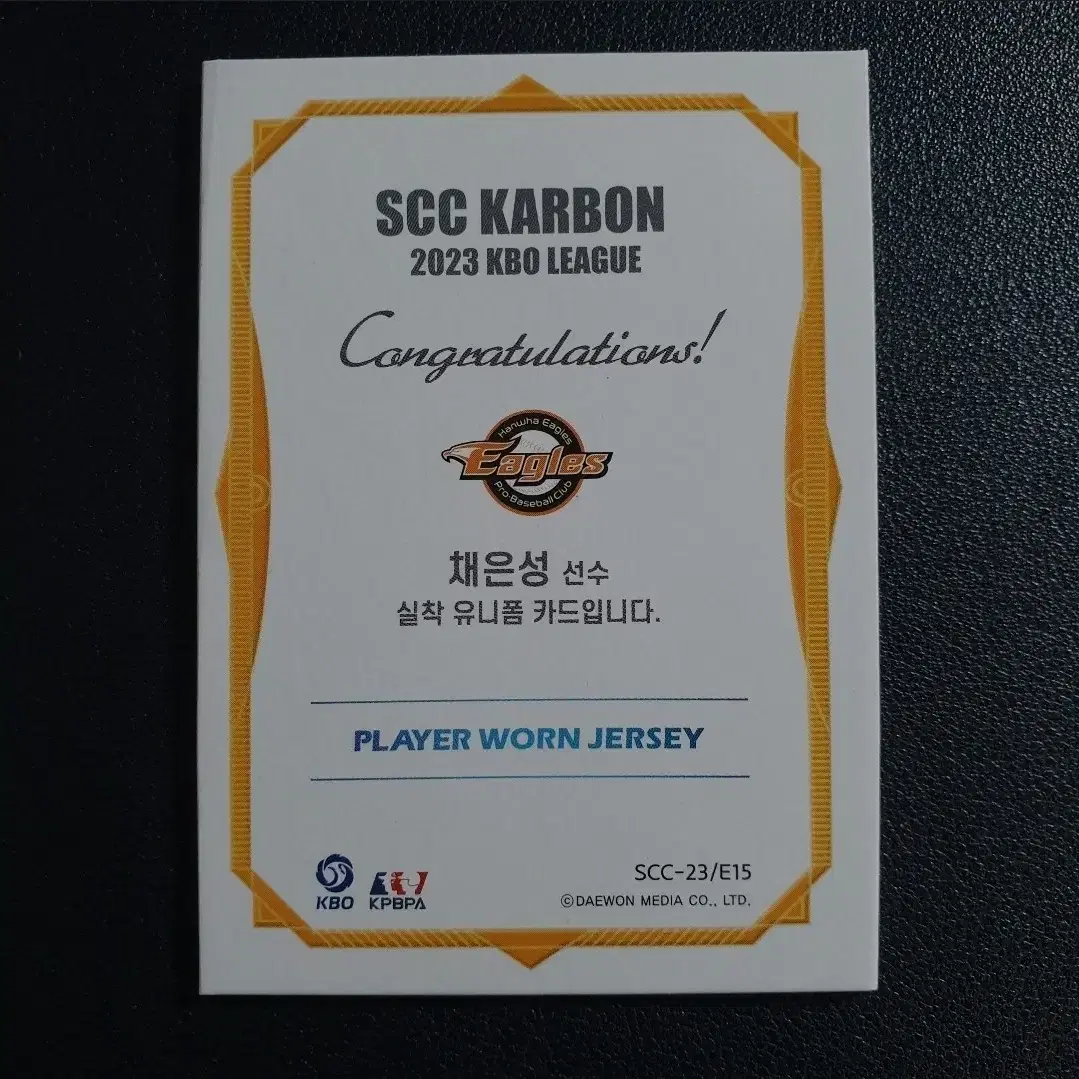 SCC KARBON
2023 KBO LEAGUE
Congratulations!
Hanwha Eagles
Eagles
Pro Baseball Club
채은성 선수
실착 유니폼 카드입니다.
PLAYER WORN JERSEY
KBO
KPBPA
SCC-23/E15
©DAEWON MEDIA CO., LTD.